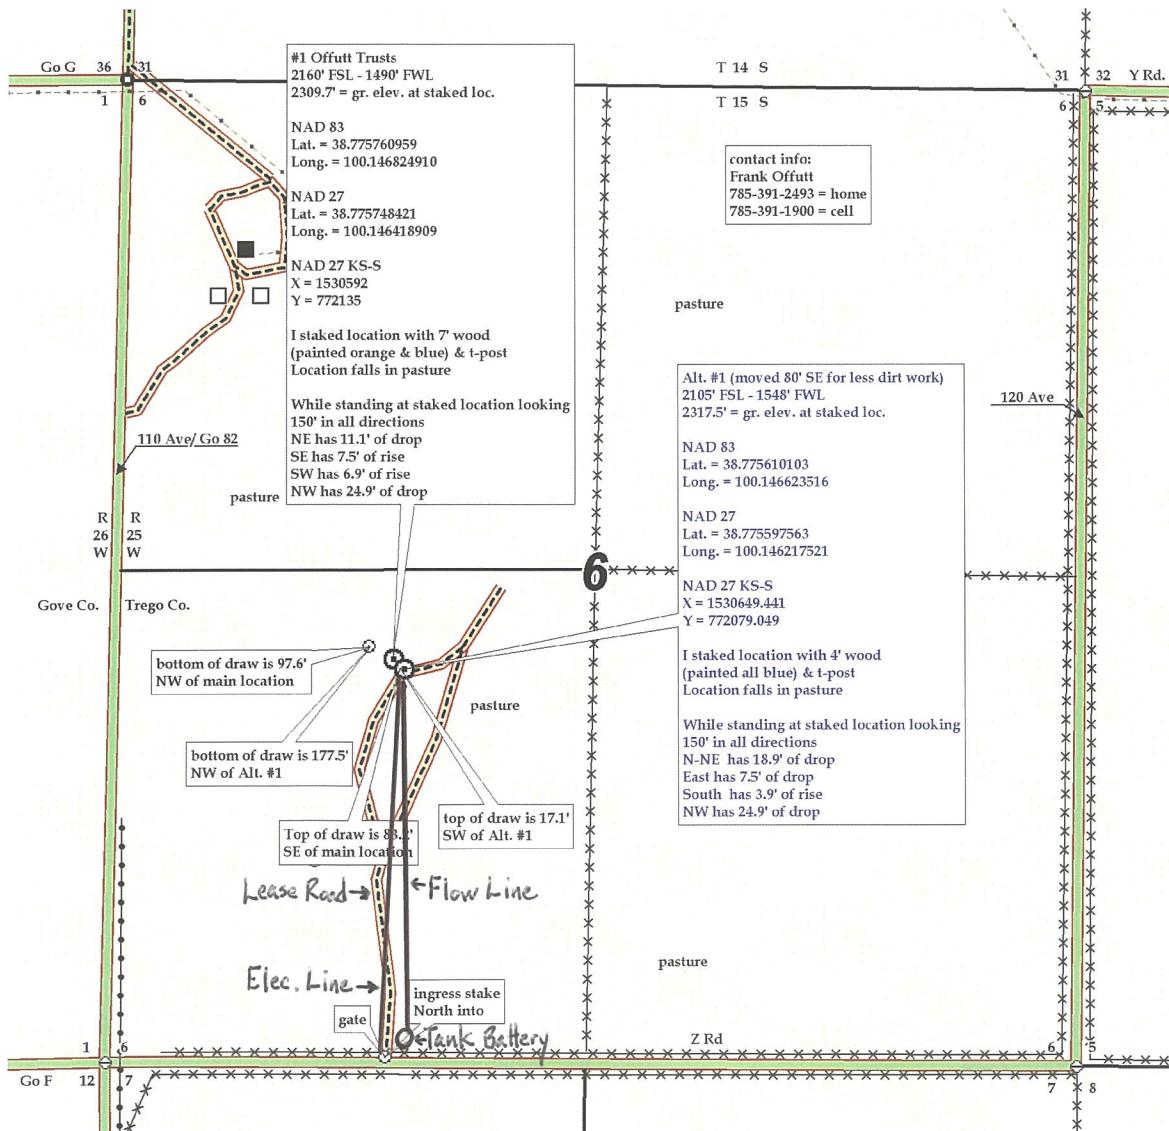 Go G
36
31
1
6
T 14 S
T 15 S
31
32
Y Rd.
6
5
#1 Offutt Trusts
2160' FSL - 1490' FWL
2309.7' = gr. elev. at staked loc.
NAD 83
Lat. = 38.775760959
Long. = 100.146824910
NAD 27
Lat. = 38.775748421
Long. = 100.146418909
NAD 27 KS-S
X = 1530592
Y = 772135
I staked location with 7' wood
(painted orange & blue) & t-post
Location falls in pasture
While standing at staked location looking
150' in all directions
NE has 11.1' of drop
SE has 7.5' of rise
SW has 6.9' of rise
NW has 24.9' of drop
contact info:
Frank Offutt
785-391-2493 = home
785-391-1900 = cell
pasture
Alt. #1 (moved 80' SE for less dirt work)
2105' FSL - 1548' FWL
2317.5' = gr. elev. at staked loc.
NAD 83
Lat. = 38.775610103
Long. = 100.146623516
NAD 27
Lat. = 38.775597563
Long. = 100.146217521
NAD 27 KS-S
X = 1530649.441
Y = 772079.049
I staked location with 4' wood
(painted all blue) & t-post
Location falls in pasture
While standing at staked location looking
150' in all directions
N-NE has 18.9' of drop
East has 7.5' of drop
South has 3.9' of rise
NW has 24.9' of drop
120 Ave
110 Ave/ Go 82
pasture
R
26
W
R
25
W
6
Gove Co.
Trego Co.
bottom of draw is 97.6'
NW of main location
pasture
bottom of draw is 177.5'
NW of Alt. #1
Top of draw is 83.2'
SE of main location
top of draw is 17.1'
SW of Alt. #1
Lease Road
Flow Line
Elec. Line
pasture
ingress stake
North into
gate
Tank Battery
Z Rd
1
6
6
5
Go F
12
7
7
8